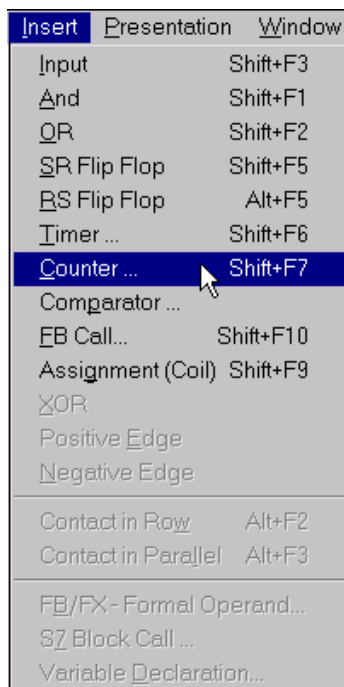 Insert Presentation Window
Input Shift+F3
And Shift+F1
OR Shift+F2
SR Flip Flop Shift+F5
RS Flip Flop Alt+F5
Timer ... Shift+F6
Counter ... Shift+F7
Comparator ...
FB Call... Shift+F10
Assignment (Coil) Shift+F9
XOR
Positive Edge
Negative Edge
Contact in Row Alt+F2
Contact in Parallel Alt+F3
FB/FX - Formal Operand...
S7 Block Call ...
Variable Declaration...